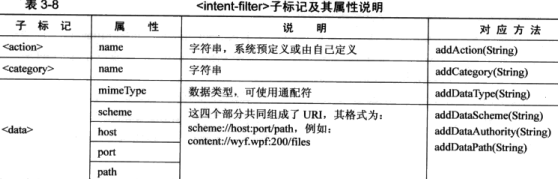 表 3-8 <intent-filter>子标记及其属性说明
子 标 记 属 性 说 明 对 应 方 法
<action> name 字符串，系统预定义或由自己定义 addAction(String)
<category> name 字符串 addCategory(String)
<data> mimeType 数据类型，可使用通配符 addDataType(String)
scheme 这四个部分共同组成了 URI，其格式为： addDataScheme(String)
host scheme://host:port/path，例如： addDataAuthority(String)
port content://wyf.wpf:200/files addDataPath(String)
path